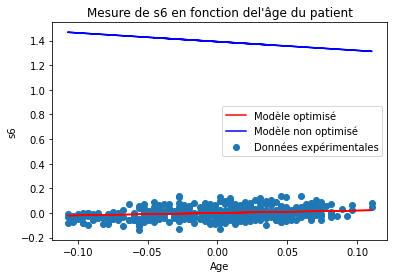 Mesure de s6 en fonction del'âge du patient
1.4
1.2
1.0
0.8
0.6
0.4
0.2
0.0
−0.2
s6
Modèle optimisé
Modèle non optimisé
Données expérimentales
−0.10
−0.05
0.00
0.05
0.10
Age